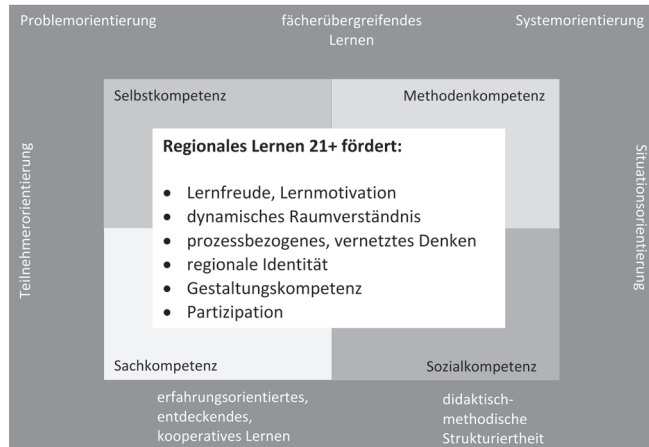 Problemorientierung
fächerübergreifendes
Lernen
Systemorientierung
Teilnehmerorientierung
Selbstkompetenz
Methodenkompetenz
Regionales Lernen 21+ fördert:
• Lernfreude, Lernmotivation
• dynamisches Raumverständnis
• prozessbezogenes, vernetztes Denken
• regionale Identität
• Gestaltungskompetenz
• Partizipation
Situationsorientierung
Sachkompetenz
Sozialkompetenz
erfahrungsorientiertes,
entdeckendes,
kooperatives Lernen
didaktisch-
methodische
Strukturiertheit